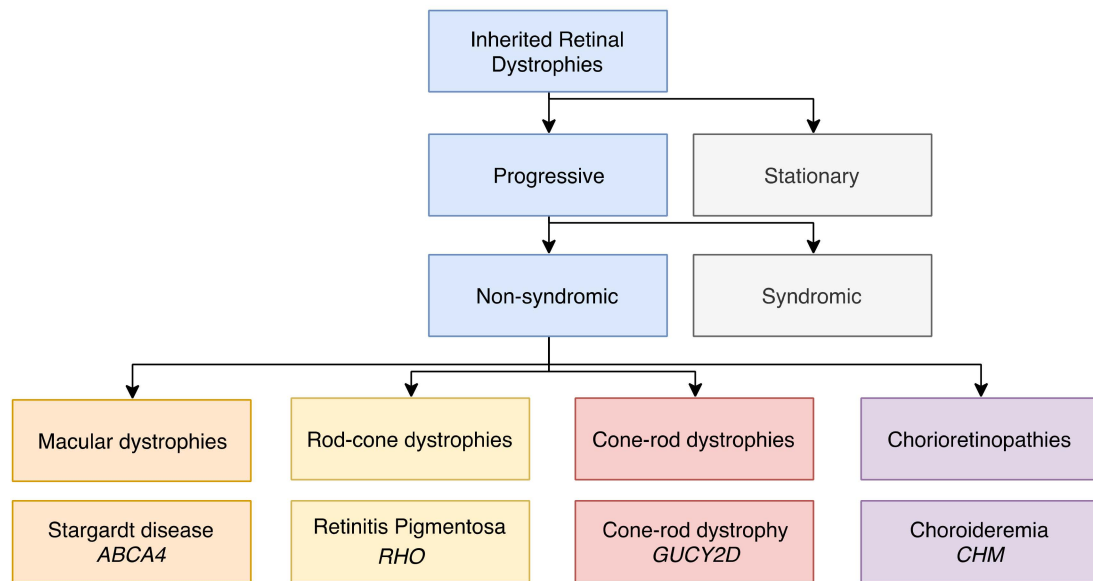 Inherited Retinal
Dystrophies
Progressive
Stationary
Non-syndromic
Syndromic
Macular dystrophies
Rod-cone dystrophies
Cone-rod dystrophies
Chorioretinopathies
Stargardt disease
ABCA4
Retinitis Pigmentosa
RHO
Cone-rod dystrophy
GUCY2D
Choroideremia
CHM